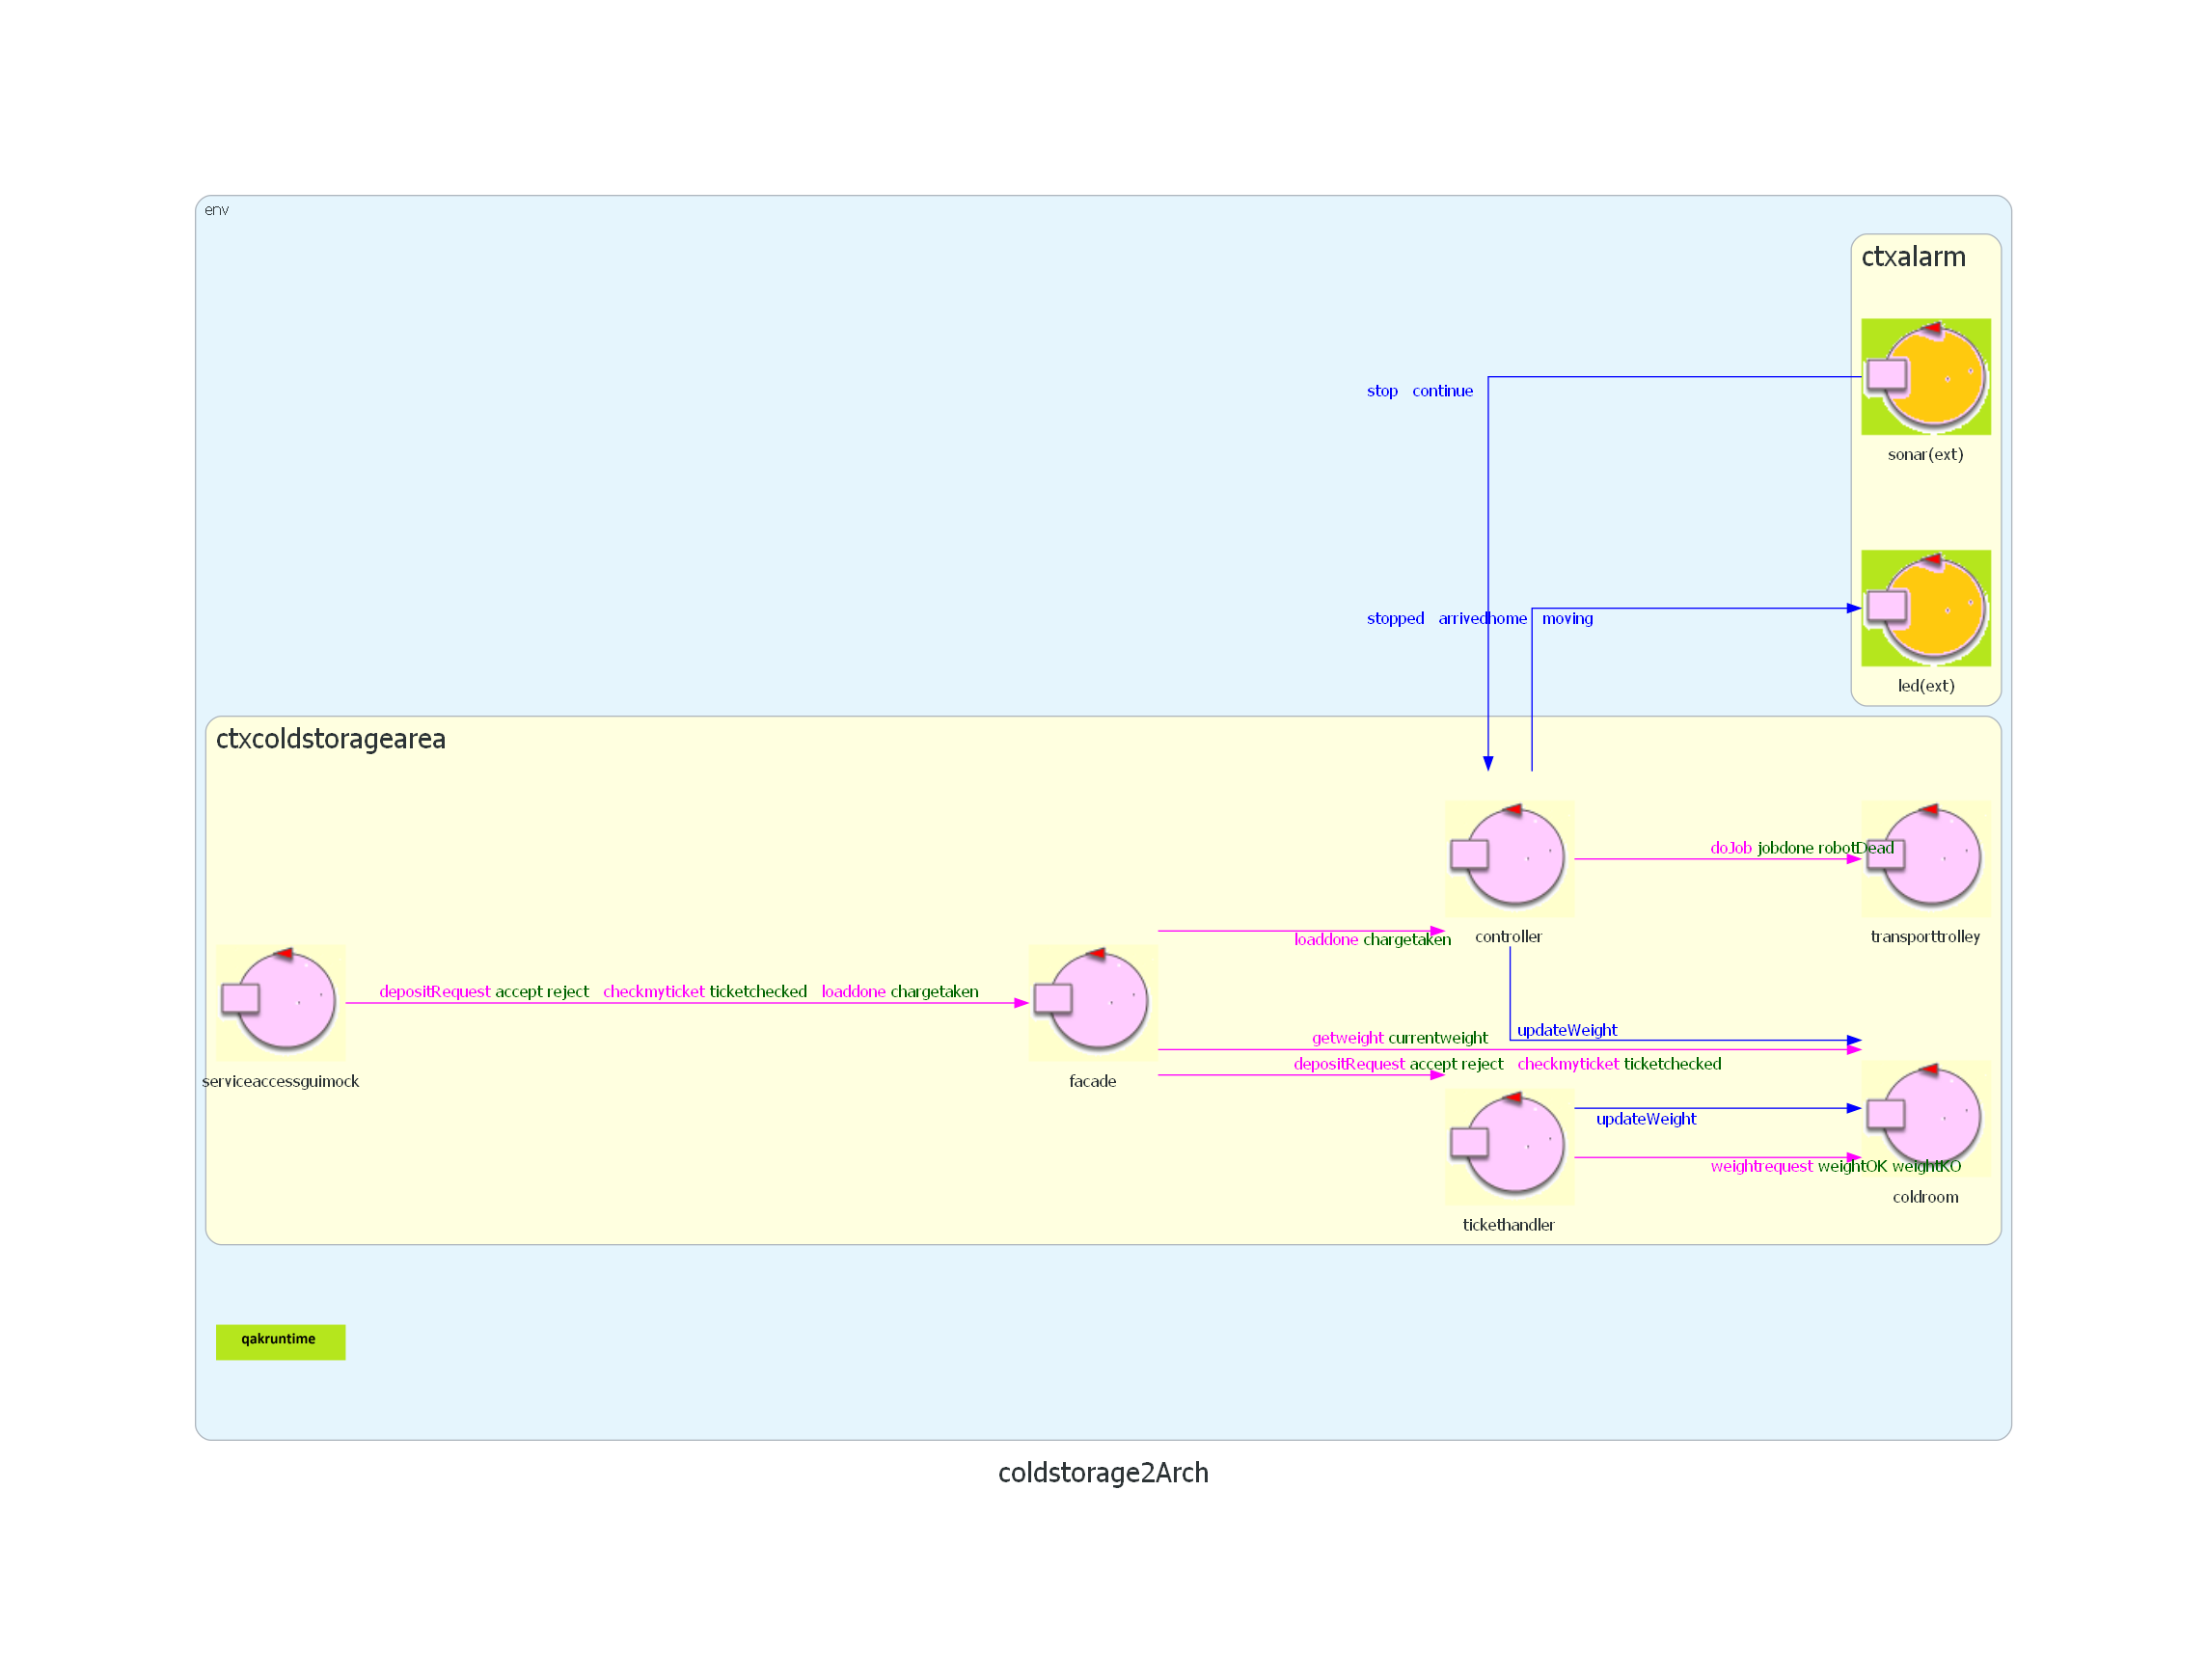 env
ctxalarm
sonar(ext)
stop continue
led(ext)
stopped arrivedhome moving
ctxcoldstoragearea
controller
transporttrolley
doJob jobdone robotDead
loaddone chargetaken
serviceaccessguimock
depositRequest accept reject checkmyticket ticketchecked loaddone chargetaken
facade
updateWeight
getweight currentweight
depositRequest accept reject checkmyticket ticketchecked
updateWeight
weightrequest weightOK weightKO
coldroom
tickethandler
qakruntime
coldstorage2Arch